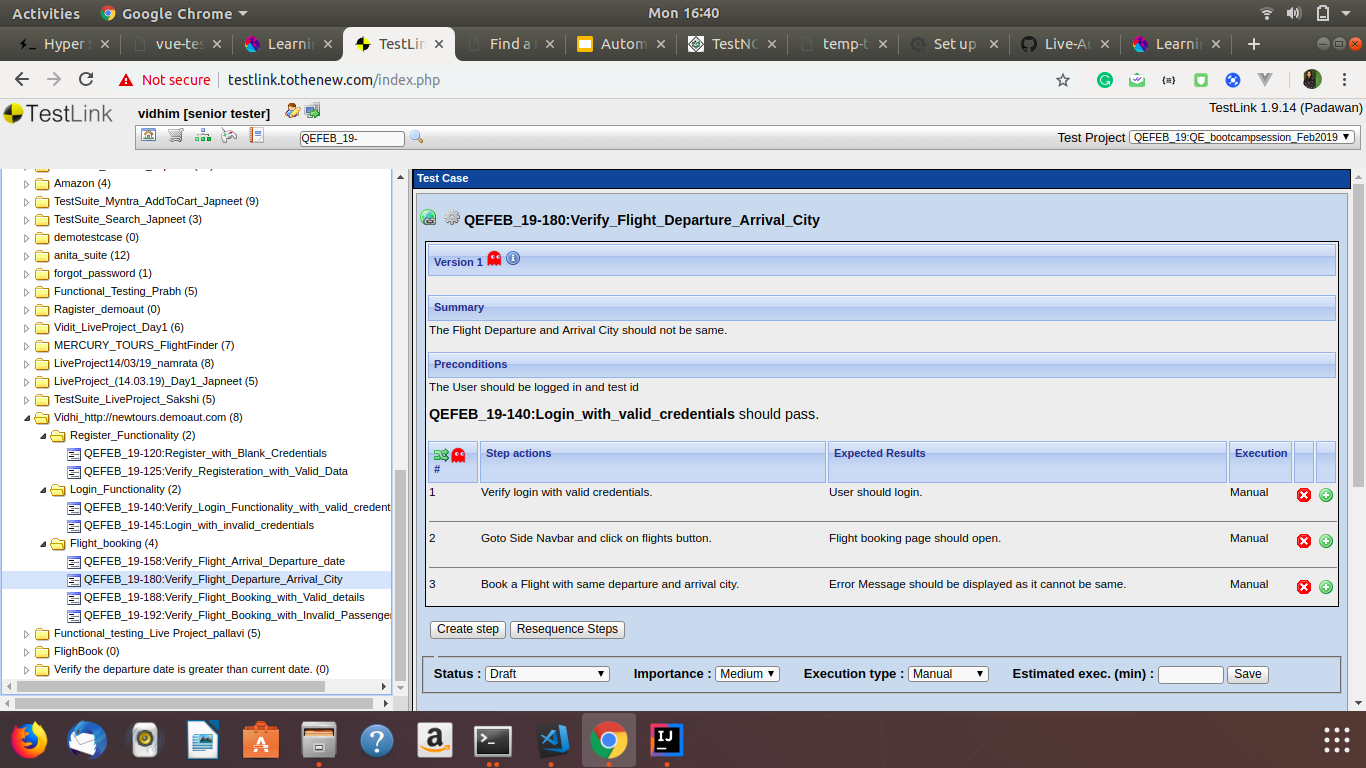 Activities Google Chrome Mon 16:40
Hyper vue-te Learnin TestLin Find a Autom TestNG temp-t Set up Live-Au Learnin
Not secure testlink.tothenew.com/index.php
TestLink vidhim [senior tester] TestLink 1.9.14 (Padawan)
QEFEB_19- Test Project QEFEB_19:QE_bootcampsession_Feb2019
Amazon (4)
TestSuite_Myntra_AddToCart_Japneet (9)
TestSuite_Search_Japneet (3)
demotestcase (0)
anita_suite (12)
forgot_password (1)
Functional_Testing_Prabh (5)
Ragister_demoaut (0)
Vidit_LiveProject_Day1 (6)
MERCURY_TOURS_FlightFinder (7)
LiveProject14/03/19_namrata (8)
LiveProject_(14.03.19)_Day1_Japneet (5)
TestSuite_LiveProject_Sakshi (5)
Vidhi_http://newtours.demoaut.com (8)
Register_Functionality (2)
QEFEB_19-120:Register_with_Blank_Credentials
QEFEB_19-125:Verify_Registeration_with_Valid_Data
Login_Functionality (2)
QEFEB_19-140:Verify_Login_Functionality_with_valid_credent
QEFEB_19-145:Login_with_invalid_credentials
Flight_booking (4)
QEFEB_19-158:Verify_Flight_Arrival_Departure_date
QEFEB_19-180:Verify_Flight_Departure_Arrival_City
QEFEB_19-188:Verify_Flight_Booking_with_Valid_details
QEFEB_19-192:Verify_Flight_Booking_with_Invalid_Passenger
Functional_testing_Live Project_pallavi (5)
FlighBook (0)
Verify the departure date is greater than current date. (0)
Test Case
QEFEB_19-180:Verify_Flight_Departure_Arrival_City
Version 1
Summary
The Flight Departure and Arrival City should not be same.
Preconditions
The User should be logged in and test id
QEFEB_19-140:Login_with_valid_credentials should pass.
# Step actions Expected Results Execution
1 Verify login with valid credentials. User should login. Manual
2 Goto Side Navbar and click on flights button. Flight booking page should open. Manual
3 Book a Flight with same departure and arrival city. Error Message should be displayed as it cannot be same. Manual
Create step Resequence Steps
Status : Draft Importance : Medium Execution type : Manual Estimated exec. (min) : Save